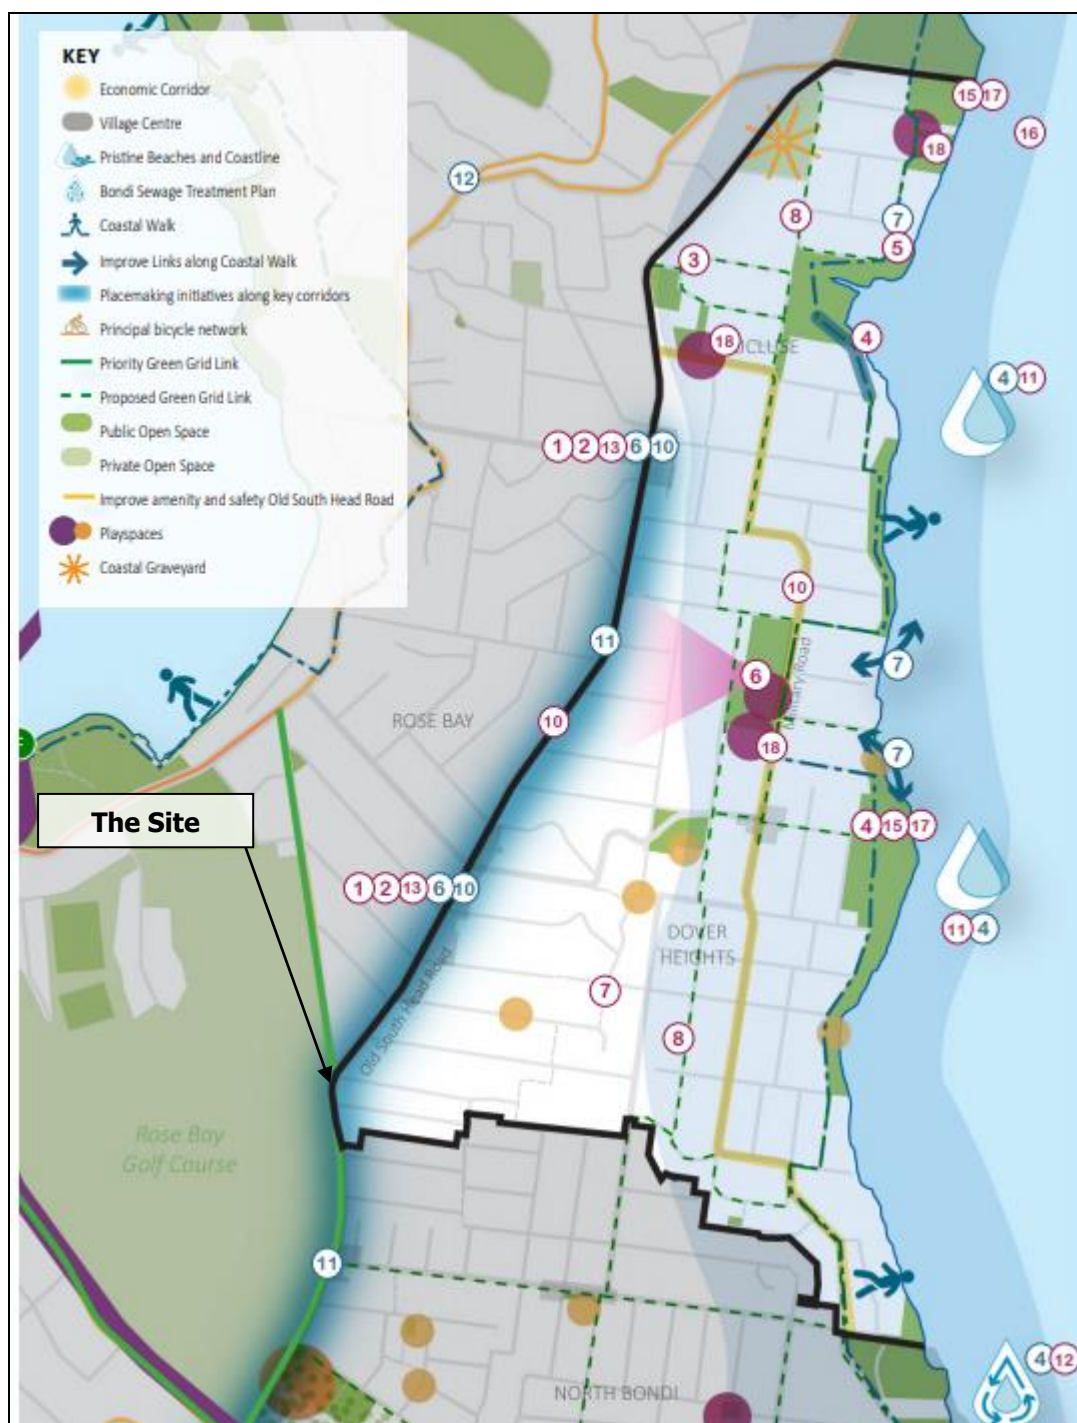 KEY
Economic Corridor
Village Centre
Pristine Beaches and Coastline
Bondi Sewage Treatment Plan
Coastal Walk
Improve Links along Coastal Walk
Placemaking initiatives along key corridors
Principal bicycle network
Priority Green Grid Link
Proposed Green Grid Link
Public Open Space
Private Open Space
Improve amenity and safety Old South Head Road
Playspaces
Coastal Graveyard
15 17
16
18
12
8
7
5
3
18
UCLUSE
4
4 11
1 2 13 6 10
10
11
7
6
Military Road
10
ROSE BAY
18
7
The Site
4 15 17
1 2 13 6 10
11 4
DOVER
HEIGHTS
Old South Head Road
7
8
Rose Bay
Golf Course
11
4 12
NORTH BONDI